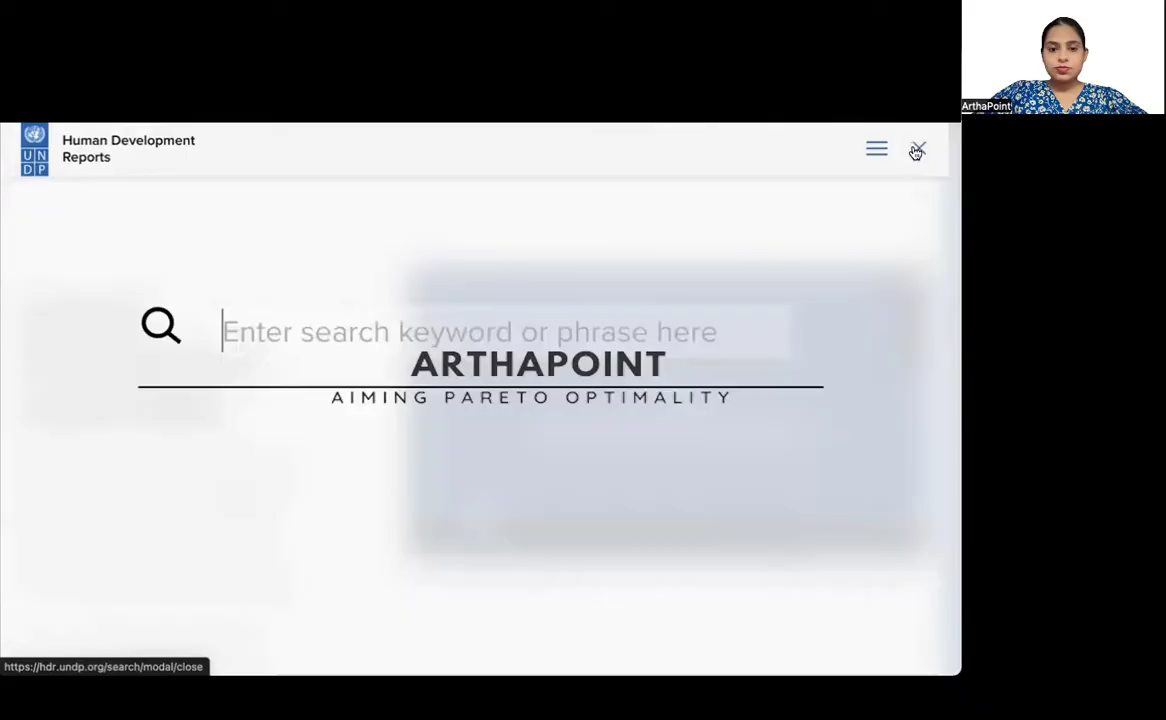 ArthaPoint
Human Development
Reports
U N
D P
Enter search keyword or phrase here
ARTHAPOINT
AIMING PARETO OPTIMALITY
https://hdr.undp.org/search/modal/close